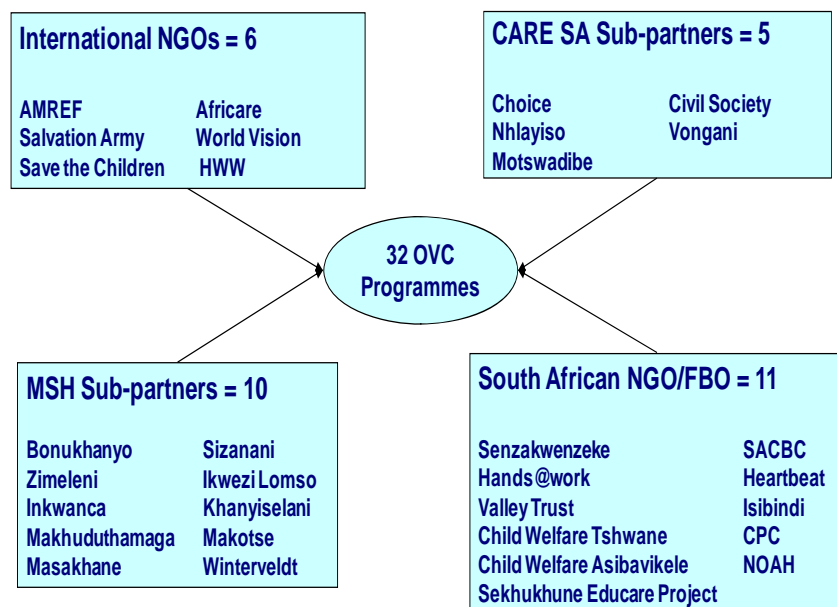 International NGOs = 6
AMREF Africare
Salvation Army World Vision
Save the Children HWW
CARE SA Sub-partners = 5
Choice Civil Society
Nhlayiso Vongani
Motswadibe
32 OVC
Programmes
MSH Sub-partners = 10
Bonukhanyo Sizanani
Zimeleni Ikwezi Lomso
Inkwanca Khanyiselani
Makhuduthamaga Makotse
Masakhane Winterveldt
South African NGO/FBO = 11
Senzakwenzeke SACBC
Hands@work Heartbeat
Valley Trust Isibindi
Child Welfare Tshwane CPC
Child Welfare Asibavikele NOAH
Sekhukhune Educare Project